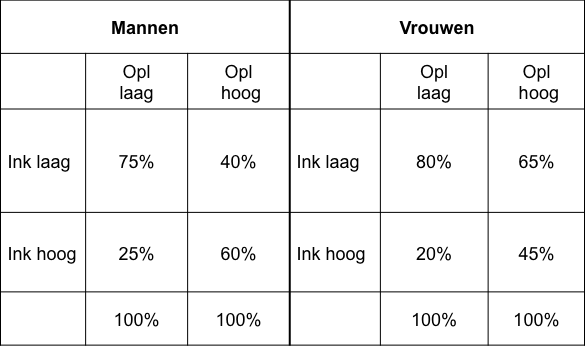 Mannen Vrouwen
Opl laag Opl hoog Opl laag Opl hoog
Ink laag 75% 40% Ink laag 80% 65%
Ink hoog 25% 60% Ink hoog 20% 45%
100% 100% 100% 100%